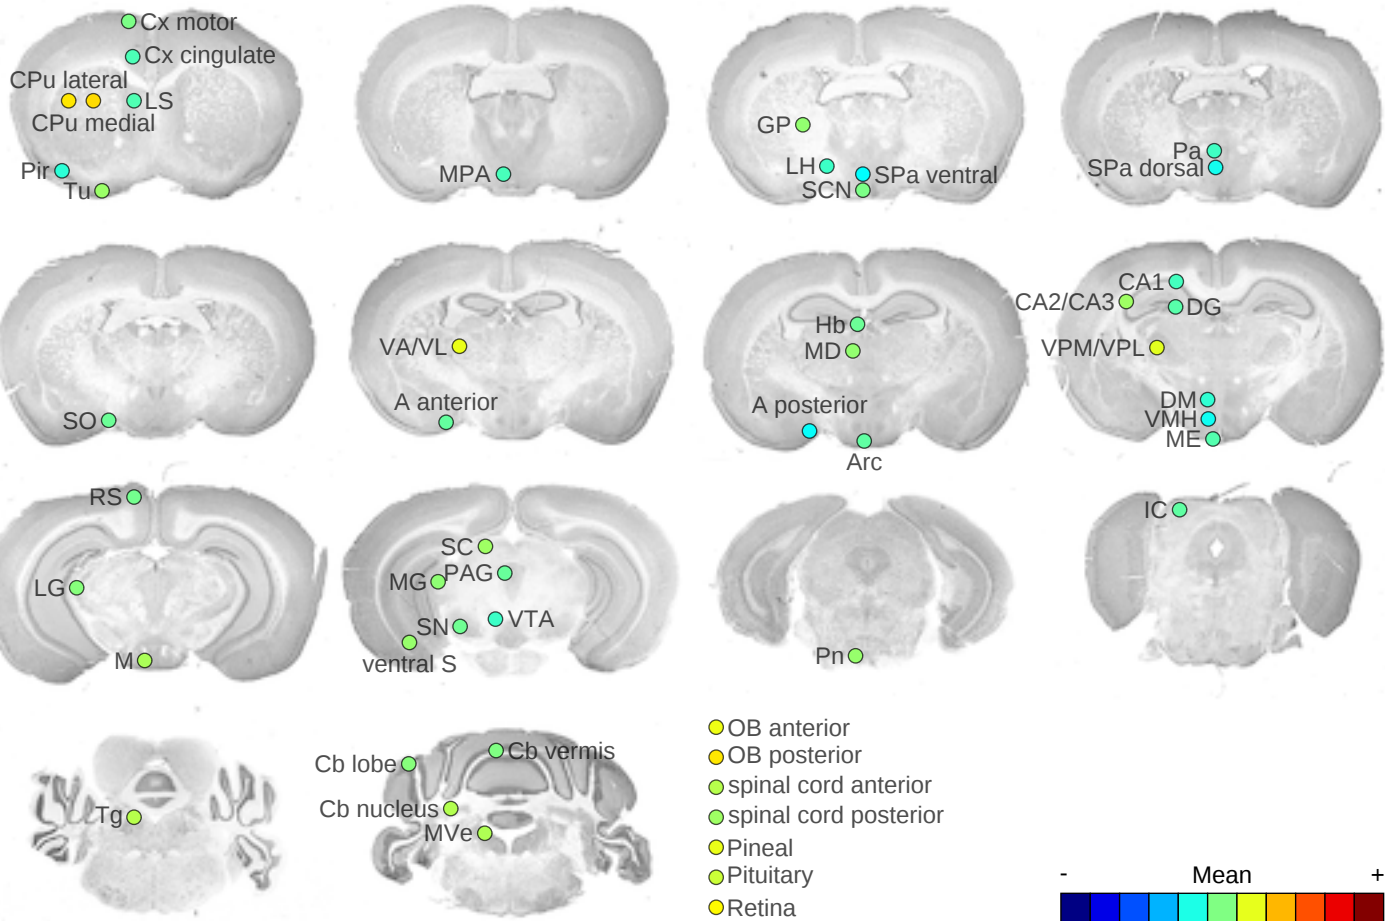 Cx motor
Cx cingulate
CPu lateral
LS
CPu medial
Pir
Tu
MPA
GP
LH
SPa ventral
SCN
Pa
SPa dorsal
SO
VA/VL
A anterior
Hb
MD
A posterior
Arc
CA1
CA2/CA3
DG
VPM/VPL
DM
VMH
ME
RS
LG
M
SC
PAG
MG
VTA
SN
ventral S
Pn
IC
Tg
Cb vermis
Cb lobe
Cb nucleus
MVe
OB anterior
OB posterior
spinal cord anterior
spinal cord posterior
Pineal
Pituitary
Retina
- Mean +